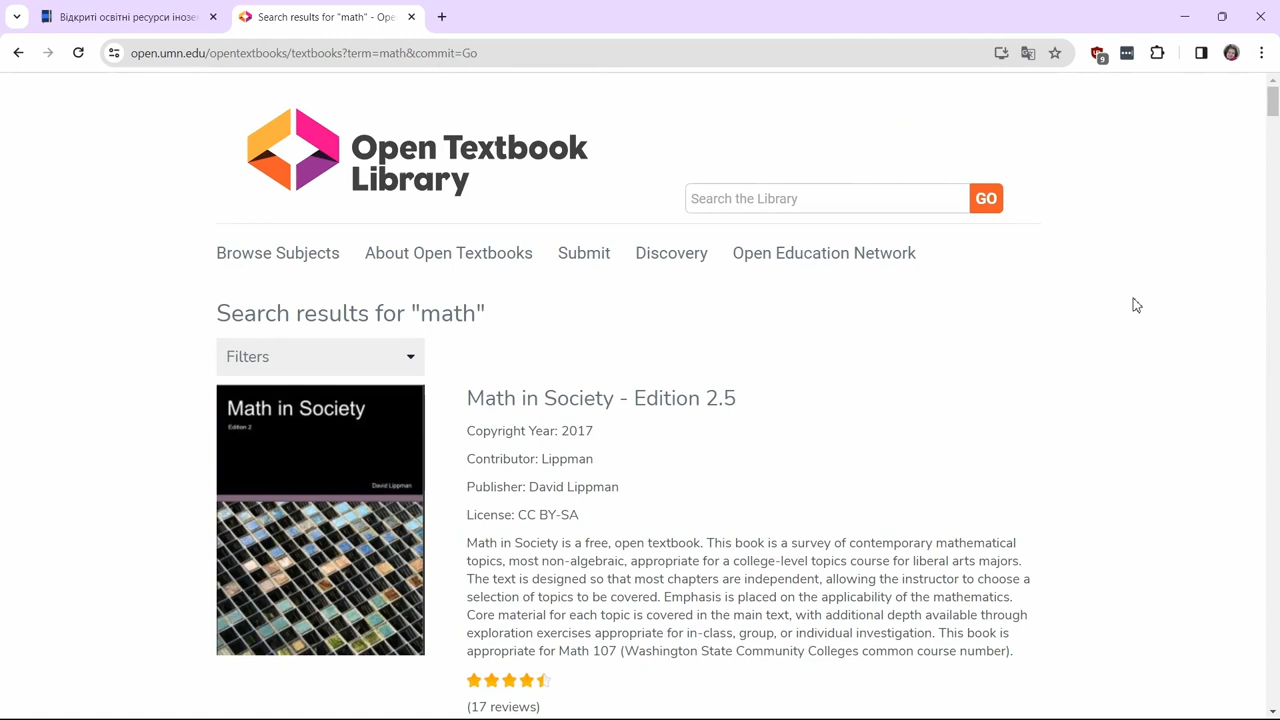 Відкриті освітні ресурси інозе
Search results for "math" - Ope
open.umn.edu/opentextbooks/textbooks?term=math&commit=Go
9
Open Textbook
Library
Search the Library
GO
Browse Subjects
About Open Textbooks
Submit
Discovery
Open Education Network
Search results for "math"
Filters
Math in Society
Edition 2
David Lippman
Math in Society - Edition 2.5
Copyright Year: 2017
Contributor: Lippman
Publisher: David Lippman
License: CC BY-SA
Math in Society is a free, open textbook. This book is a survey of contemporary mathematical
topics, most non-algebraic, appropriate for a college-level topics course for liberal arts majors.
The text is designed so that most chapters are independent, allowing the instructor to choose a
selection of topics to be covered. Emphasis is placed on the applicability of the mathematics.
Core material for each topic is covered in the main text, with additional depth available through
exploration exercises appropriate for in-class, group, or individual investigation. This book is
appropriate for Math 107 (Washington State Community Colleges common course number).
(17 reviews)